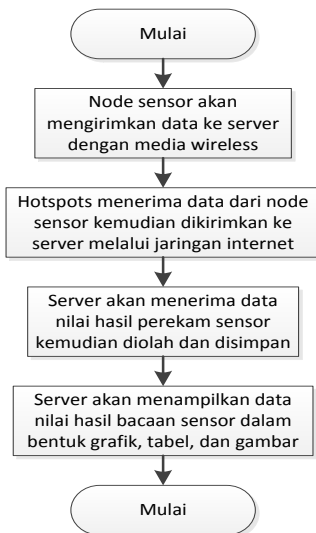 Mulai
Node sensor akan
mengirimkan data ke server
dengan media wireless
Hotspots menerima data dari node
sensor kemudian dikirimkan ke
server melalui jaringan internet
Server akan menerima data
nilai hasil perekam sensor
kemudian diolah dan disimpan
Server akan menampilkan data
nilai hasil bacaan sensor dalam
bentuk grafik, tabel, dan gambar
Mulai